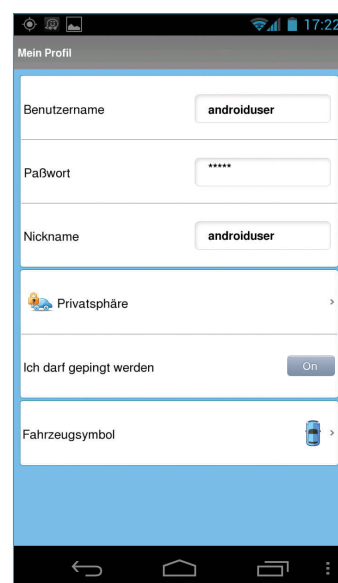 17:22
Mein Profil
Benutzername androiduser
Paßwort *****
Nickname androiduser
Privatsphäre
Ich darf gepingt werden On
Fahrzeugsymbol